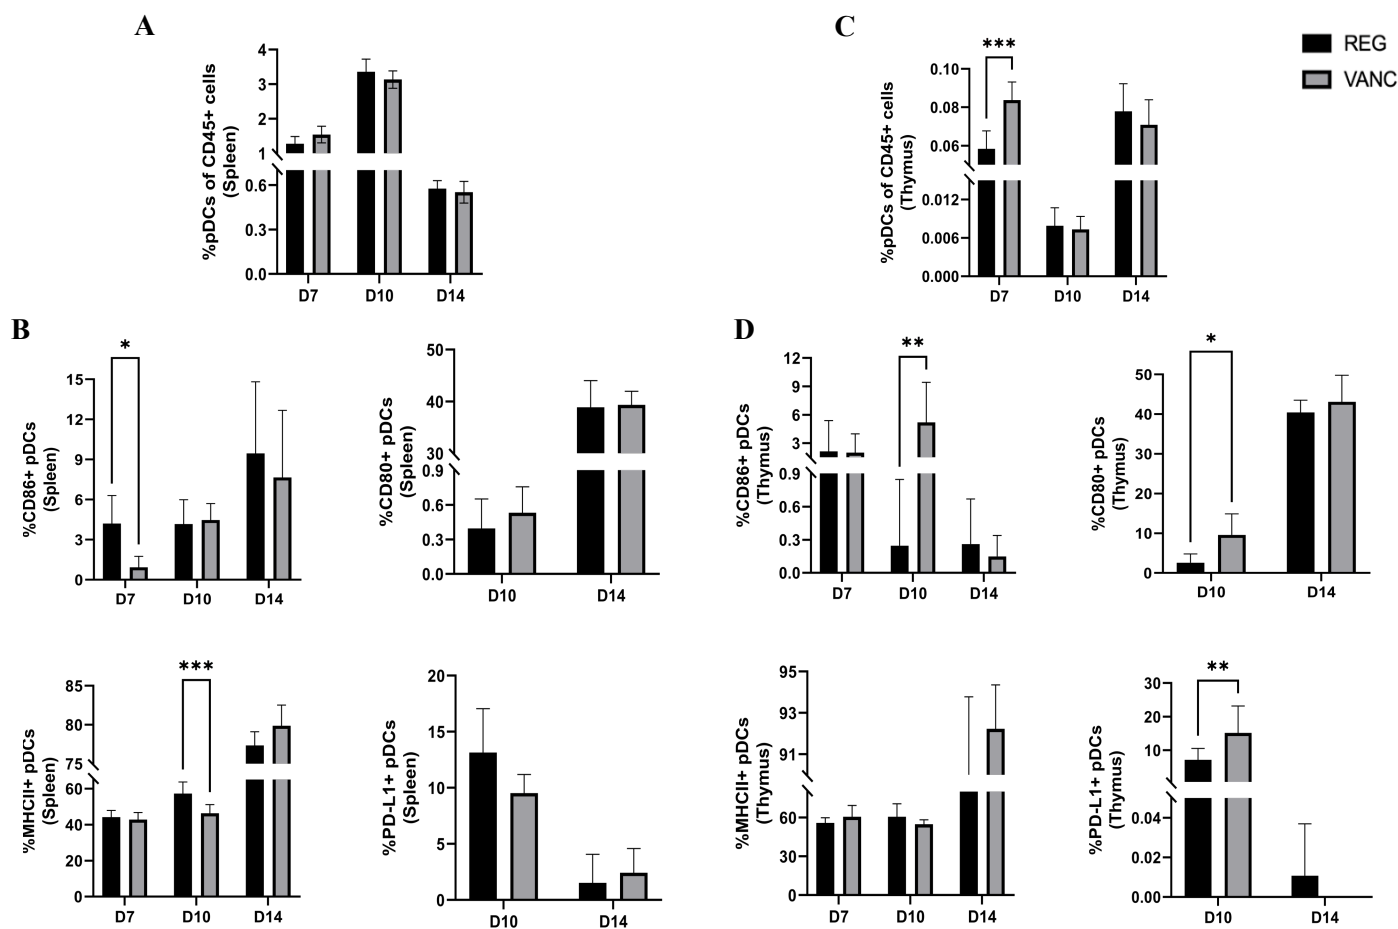 A
%pDCs of CD45+ cells
(Spleen)
4
3
2
1
0.6
0.3
0.0
D7
D10
D14
C
%pDCs of CD45+ cells
(Thymus)
***
0.10
0.08
0.06
0.012
0.006
0.000
D7
D10
D14
REG
VANC
B
%CD86+ pDCs
(Spleen)
*
15
12
9
6
3
0
D7
D10
D14
%CD80+ pDCs
(Spleen)
50
40
30
0.9
0.6
0.3
0.0
D10
D14
%MHCII+ pDCs
(Spleen)
***
85
80
75
60
40
20
0
D7
D10
D14
%PD-L1+ pDCs
(Spleen)
20
15
10
5
0
D10
D14
D
%CD86+ pDCs
(Thymus)
**
12
9
6
3
0.9
0.6
0.3
0.0
D7
D10
D14
%CD80+ pDCs
(Thymus)
*
50
40
30
20
10
0
D10
D14
%MHCII+ pDCs
(Thymus)
95
93
91
60
30
0
D7
D10
D14
%PD-L1+ pDCs
(Thymus)
**
30
20
10
0.04
0.02
0.00
D10
D14